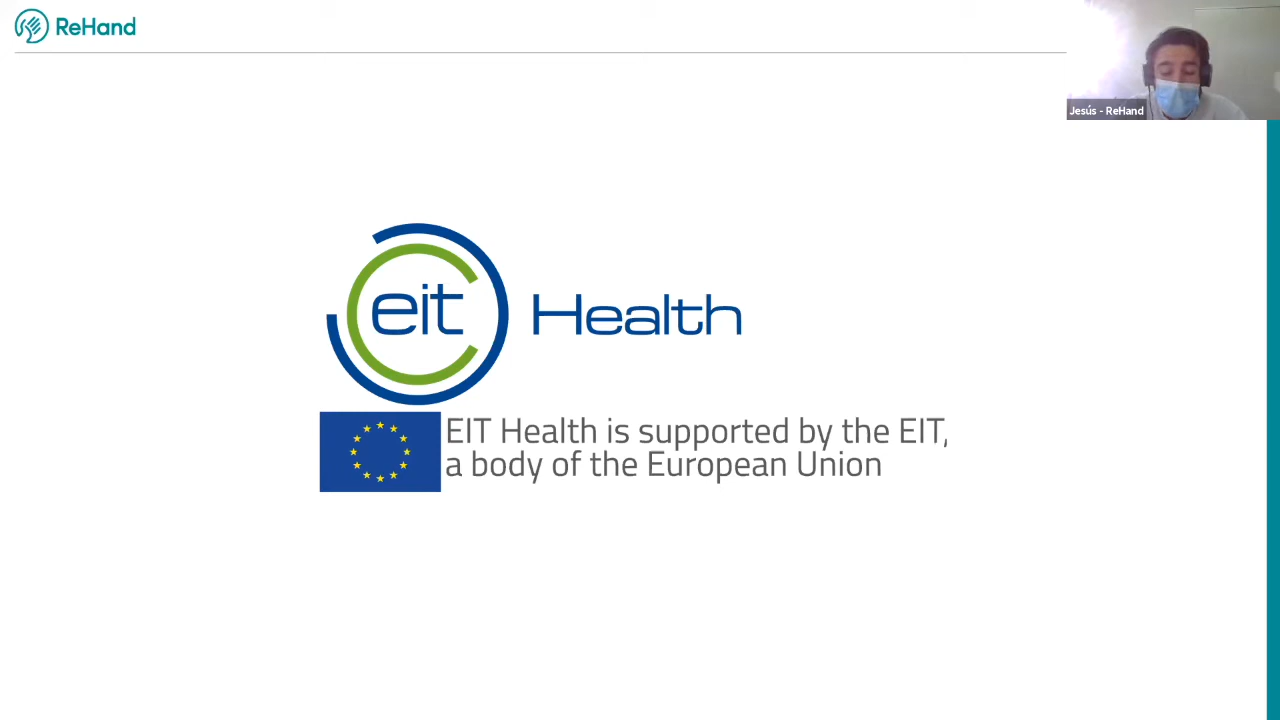 ReHand
Jesús - ReHand
eit Health
EIT Health is supported by the EIT,
a body of the European Union